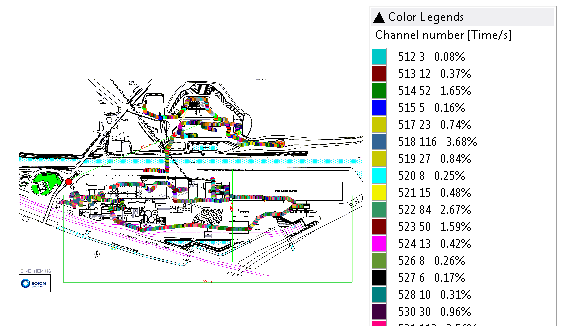 ▲ Color Legends
Channel number [Time/s]
512 3 0.08%
513 12 0.37%
514 52 1.65%
515 5 0.16%
517 23 0.74%
518 116 3.68%
519 27 0.84%
520 8 0.25%
521 15 0.48%
522 84 2.67%
523 50 1.59%
524 13 0.42%
526 8 0.26%
527 6 0.17%
528 10 0.31%
530 30 0.96%